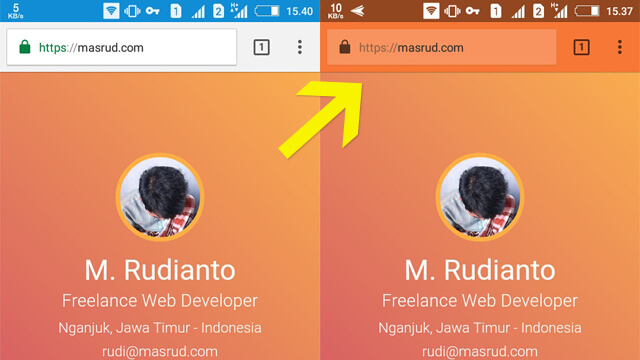 5 KB/s 1 2 H 15.40
https://masrud.com 1
M. Rudianto
Freelance Web Developer
Nganjuk, Jawa Timur - Indonesia
rudi@masrud.com
10 KB/s 1 2 H 15.37
https://masrud.com 1
M. Rudianto
Freelance Web Developer
Nganjuk, Jawa Timur - Indonesia
rudi@masrud.com